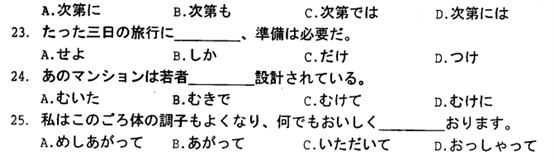 A.次第に B.次第も C.次第では D.次第には
23. たった三日の旅行に________、準備は必要だ。
A.せよ B.しか C.だけ D.つけ
24. あのマンションは若者________設計されている。
A.むいた B.むきで C.むけて D.むけに
25. 私はこのごろ体の調子もよくなり、何でもおいしく________おります。
A.めしあがって B.あがって C.いただいて D.おっしゃって